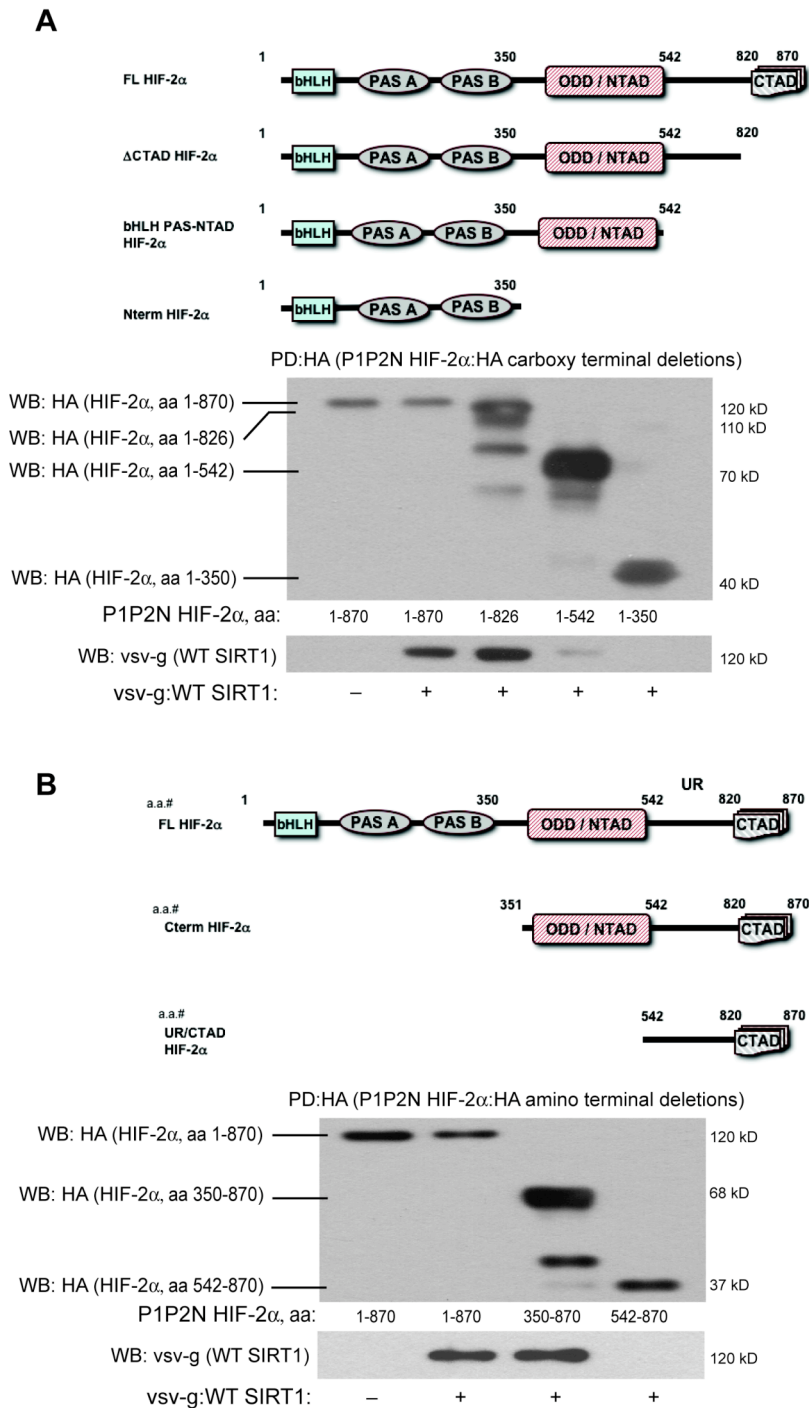 A
1 350 542 820 870
FL HIF-2α bHLH PAS A PAS B ODD / NTAD CTAD
1 350 542 820
ΔCTAD HIF-2α bHLH PAS A PAS B ODD / NTAD
1 350 542
bHLH PAS-NTAD
HIF-2α
bHLH PAS A PAS B ODD / NTAD
1 350
Nterm HIF-2α bHLH PAS A PAS B
PD:HA (P1P2N HIF-2α:HA carboxy terminal deletions)
WB: HA (HIF-2α, aa 1-870) 120 kD
WB: HA (HIF-2α, aa 1-826) 110 kD
WB: HA (HIF-2α, aa 1-542) 70 kD
WB: HA (HIF-2α, aa 1-350) 40 kD
P1P2N HIF-2α, aa: 1-870 1-870 1-826 1-542 1-350
WB: vsv-g (WT SIRT1) 120 kD
vsv-g:WT SIRT1: – + + + +
B
UR
a.a.# 1 350 542 820 870
FL HIF-2α bHLH PAS A PAS B ODD / NTAD CTAD
a.a.# 351 542 820 870
Cterm HIF-2α ODD / NTAD CTAD
a.a.# 542 820 870
UR/CTAD
HIF-2α
CTAD
PD:HA (P1P2N HIF-2α:HA amino terminal deletions)
WB: HA (HIF-2α, aa 1-870) 120 kD
WB: HA (HIF-2α, aa 350-870) 68 kD
WB: HA (HIF-2α, aa 542-870) 37 kD
P1P2N HIF-2α, aa: 1-870 1-870 350-870 542-870
WB: vsv-g (WT SIRT1) 120 kD
vsv-g:WT SIRT1: – + + +